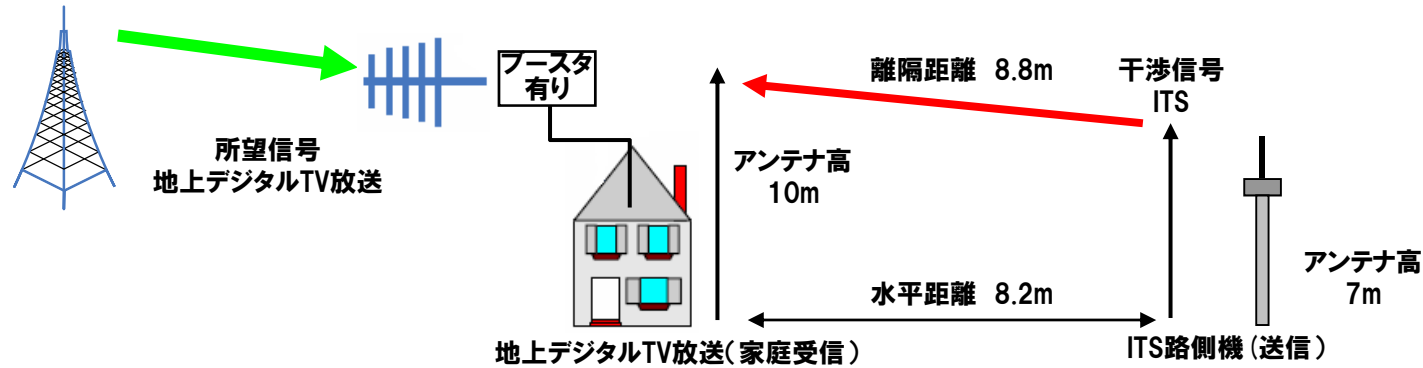 ブースタ
有り
離隔距離 8.8m
干渉信号
ITS
所望信号
地上デジタルTV放送
アンテナ高
10m
アンテナ高
7m
水平距離 8.2m
地上デジタルTV放送(家庭受信)
ITS路側機(送信)